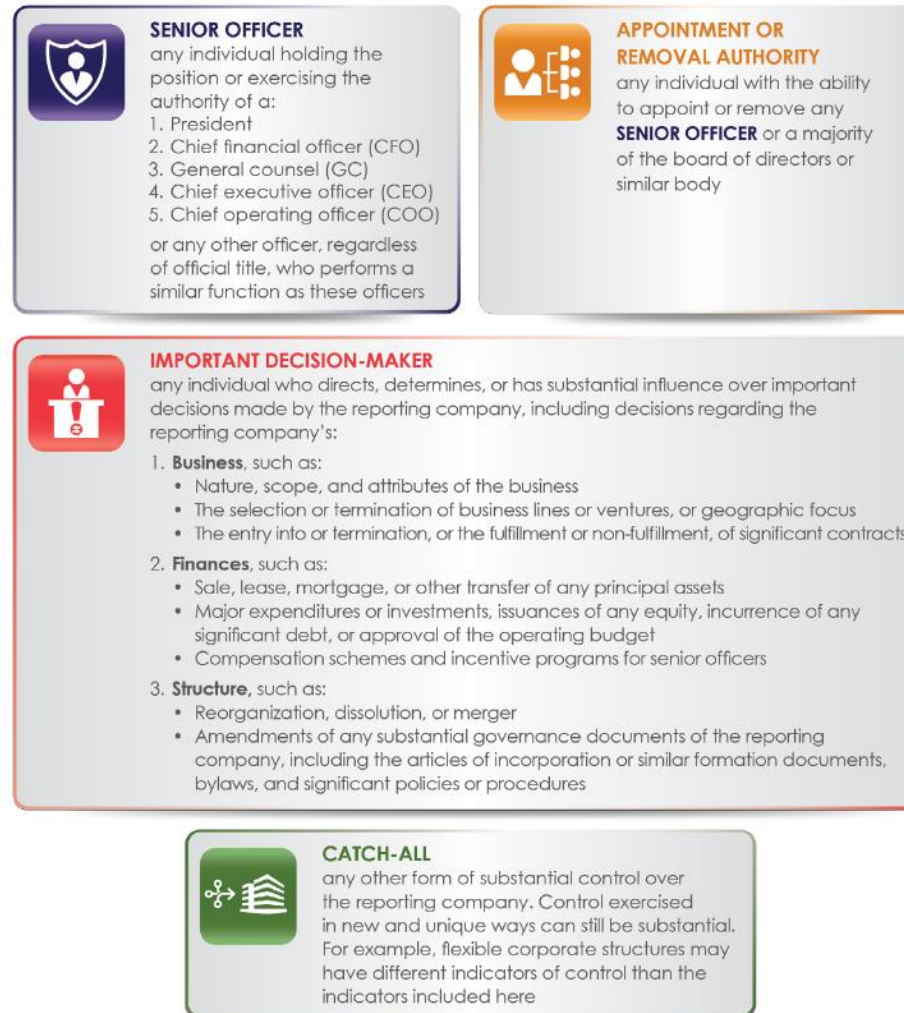 SENIOR OFFICER
any individual holding the
position or exercising the
authority of a:
1. President
2. Chief financial officer (CFO)
3. General counsel (GC)
4. Chief executive officer (CEO)
5. Chief operating officer (COO)
or any other officer, regardless
of official title, who performs a
similar function as these officers
APPOINTMENT OR
REMOVAL AUTHORITY
any individual with the ability
to appoint or remove any
SENIOR OFFICER or a majority
of the board of directors or
similar body
IMPORTANT DECISION-MAKER
any individual who directs, determines, or has substantial influence over important
decisions made by the reporting company, including decisions regarding the
reporting company's:
1. Business, such as:
• Nature, scope, and attributes of the business
• The selection or termination of business lines or ventures, or geographic focus
• The entry into or termination, or the fulfillment or non-fulfillment, of significant contracts
2. Finances, such as:
• Sale, lease, mortgage, or other transfer of any principal assets
• Major expenditures or investments, issuances of any equity, incurrence of any
significant debt, or approval of the operating budget
• Compensation schemes and incentive programs for senior officers
3. Structure, such as:
• Reorganization, dissolution, or merger
• Amendments of any substantial governance documents of the reporting
company, including the articles of incorporation or similar formation documents,
bylaws, and significant policies or procedures
CATCH-ALL
any other form of substantial control over
the reporting company. Control exercised
in new and unique ways can still be substantial.
For example, flexible corporate structures may
have different indicators of control than the
indicators included here